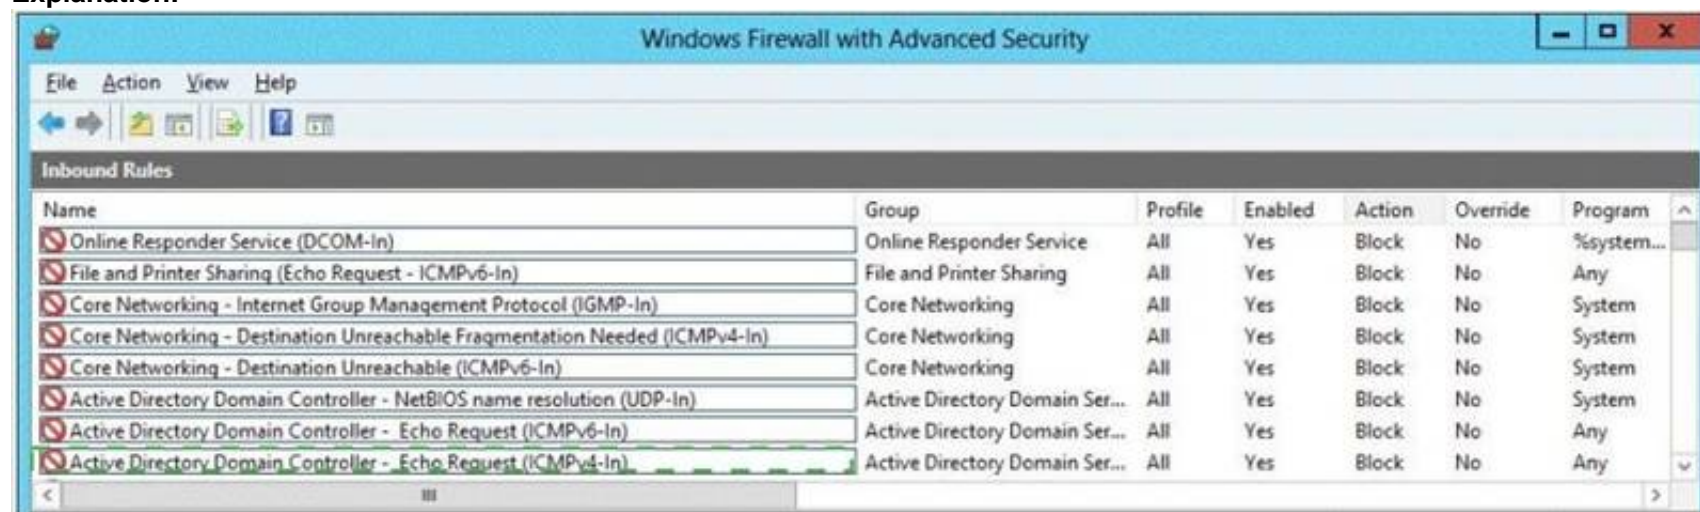 Explanation:
Windows Firewall with Advanced Security
File Action View Help
Inbound Rules
Name Group Profile Enabled Action Override Program
Online Responder Service (DCOM-In) Online Responder Service All Yes Block No %system...
File and Printer Sharing (Echo Request - ICMPv6-In) File and Printer Sharing All Yes Block No Any
Core Networking - Internet Group Management Protocol (IGMP-In) Core Networking All Yes Block No System
Core Networking - Destination Unreachable Fragmentation Needed (ICMPv4-In) Core Networking All Yes Block No System
Core Networking - Destination Unreachable (ICMPv6-In) Core Networking All Yes Block No System
Active Directory Domain Controller - NetBIOS name resolution (UDP-In) Active Directory Domain Ser... All Yes Block No System
Active Directory Domain Controller - Echo Request (ICMPv6-In) Active Directory Domain Ser... All Yes Block No Any
Active Directory Domain Controller - Echo Request (ICMPv4-In) Active Directory Domain Ser... All Yes Block No Any